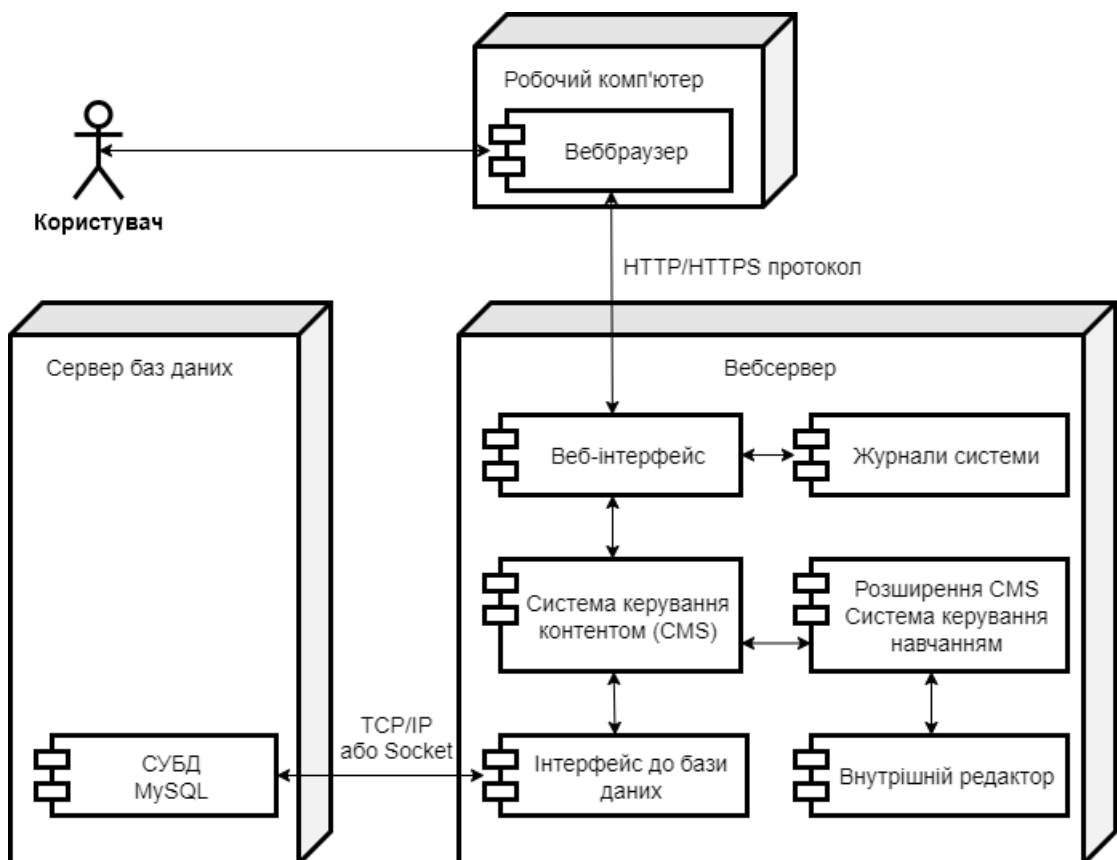 Робочий комп'ютер
Веббраузер
Користувач
HTTP/HTTPS протокол
Сервер баз даних
Вебсервер
Веб-інтерфейс
Журнали системи
Система керування
контентом (CMS)
Розширення CMS
Система керування
навчанням
TCP/IP
або Socket
СУБД
MySQL
Інтерфейс до бази
даних
Внутрішній редактор